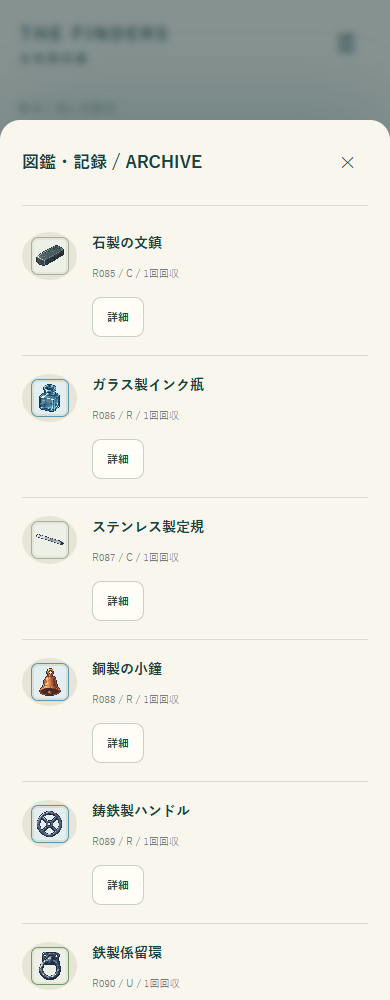 THE FINDERS
図鑑・記録 / ARCHIVE
石製の文鎮
R085 / C / 1回回収
詳細
ガラス製インク瓶
R086 / R / 1回回収
詳細
ステンレス製定規
R087 / C / 1回回収
詳細
銅製の小鐘
R088 / R / 1回回収
詳細
鋳鉄製ハンドル
R089 / R / 1回回収
詳細
鉄製係留環
R090 / U / 1回回収